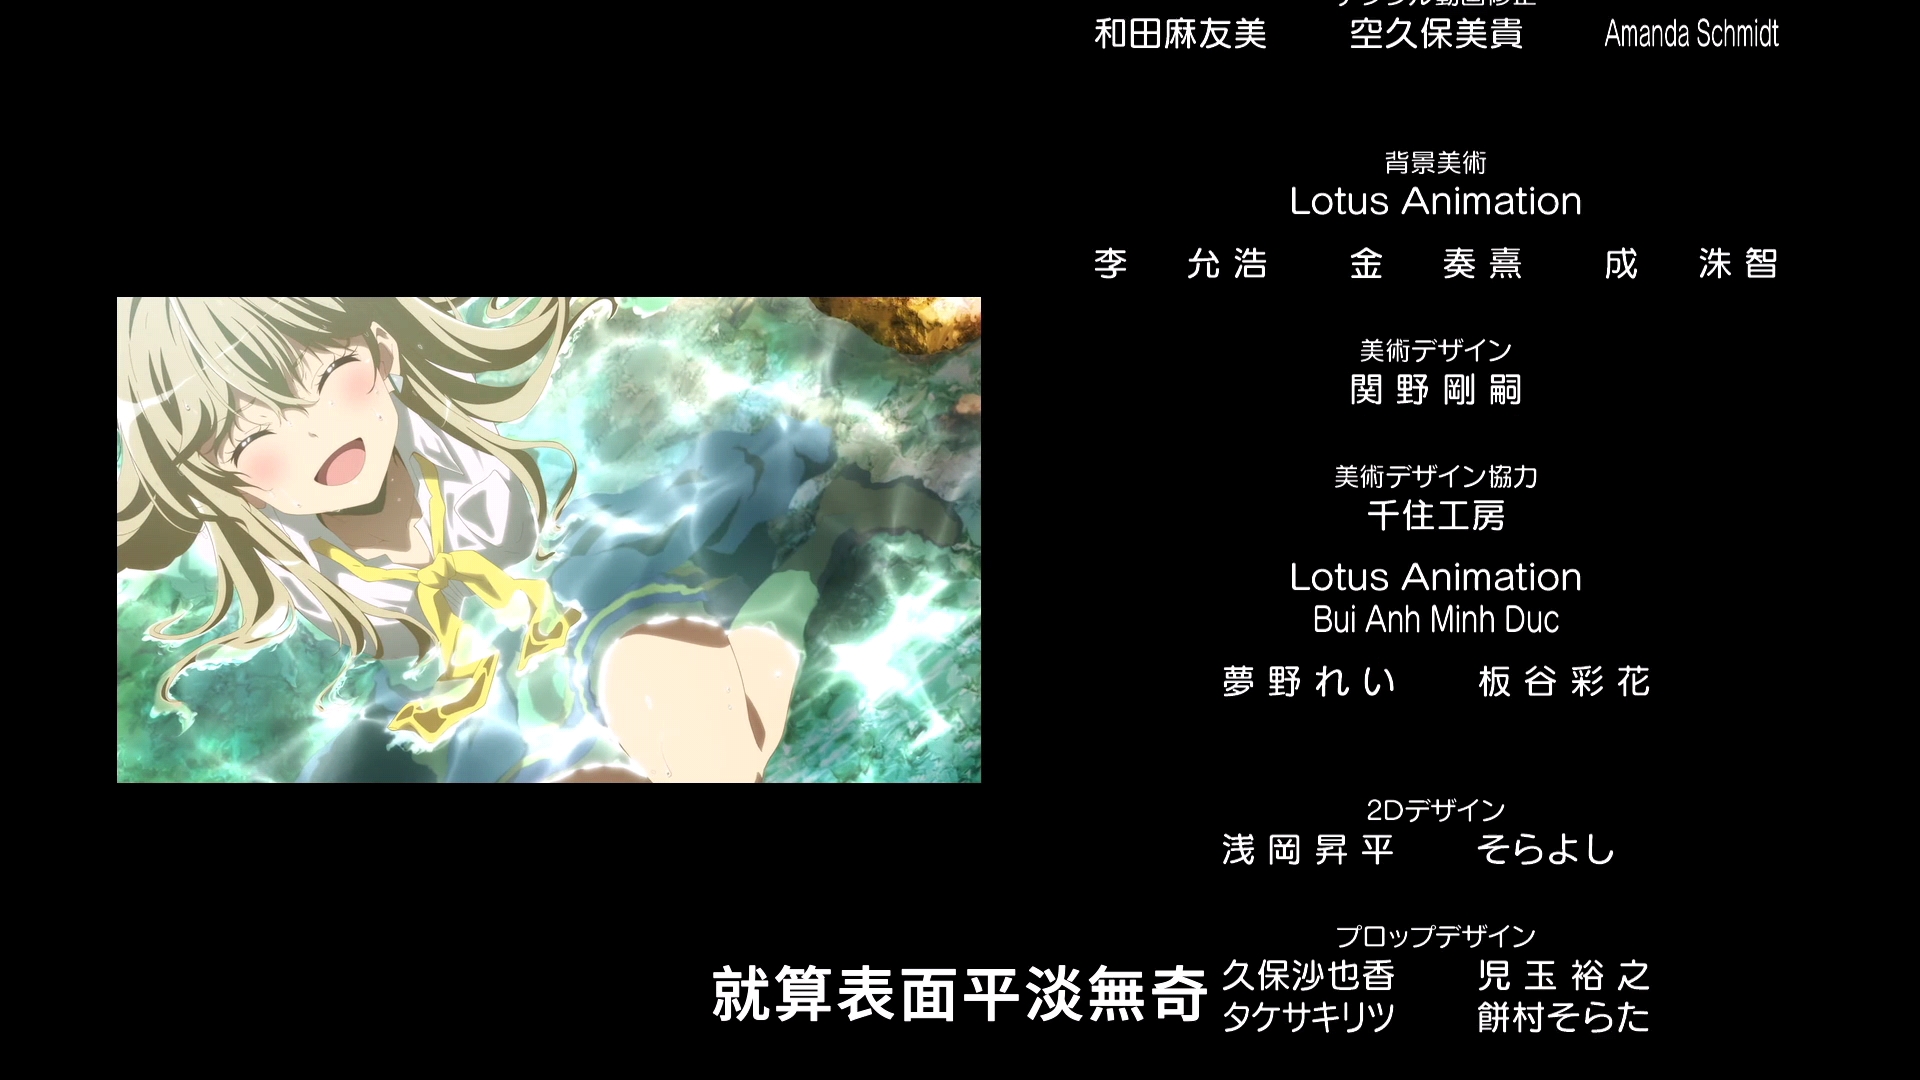 和田麻友美 空久保美貴 Amanda Schmidt
背景美術
Lotus Animation
李 允浩 金 奏熹 成 洙智
美術デザイン
関野剛嗣
美術デザイン協力
千住工房
Lotus Animation
Bui Anh Minh Duc
夢野れい 板谷彩花
2Dデザイン
浅岡昇平 そらよし
プロップデザイン
久保沙也香 児玉裕之
タケサキリツ 餅村そらた
就算表面平淡無奇